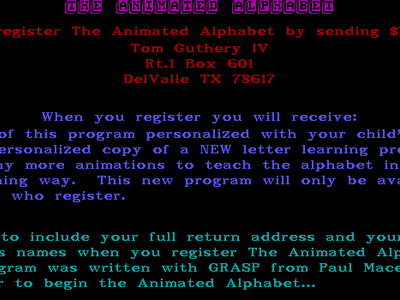 THE ANIMATED ALPHABET
register The Animated Alphabet by sending $
Tom Guthery IV
Rt.1 Box 601
DelValle TX 78617
When you register you will receive:
of this program personalized with your child'
personalized copy of a NEW letter learning pro
ny more animations to teach the alphabet in
ning way. This new program will only be ava
who register.
to include your full return address and your
s names when you register The Animated Alp
gram was written with GRASP from Paul Mace
r to begin the Animated Alphabet...